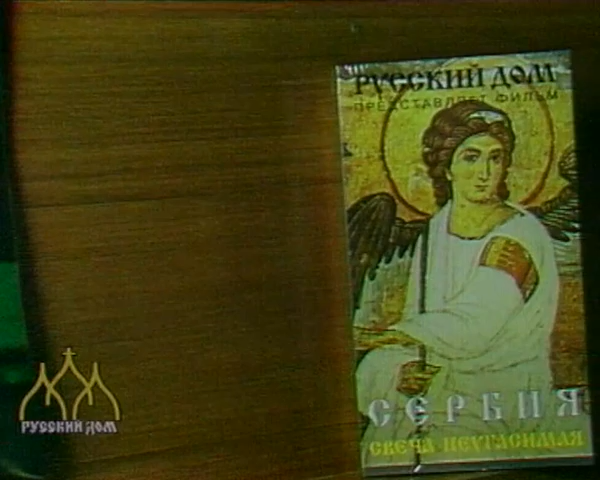 РУССКИЙ ДОМ
ПРЕДСТАВЛЯЕТ ФИЛЬМ
СЕРБИЯ
СВЕЧА НЕУГАСИМАЯ
РУССКИЙ ДОМ